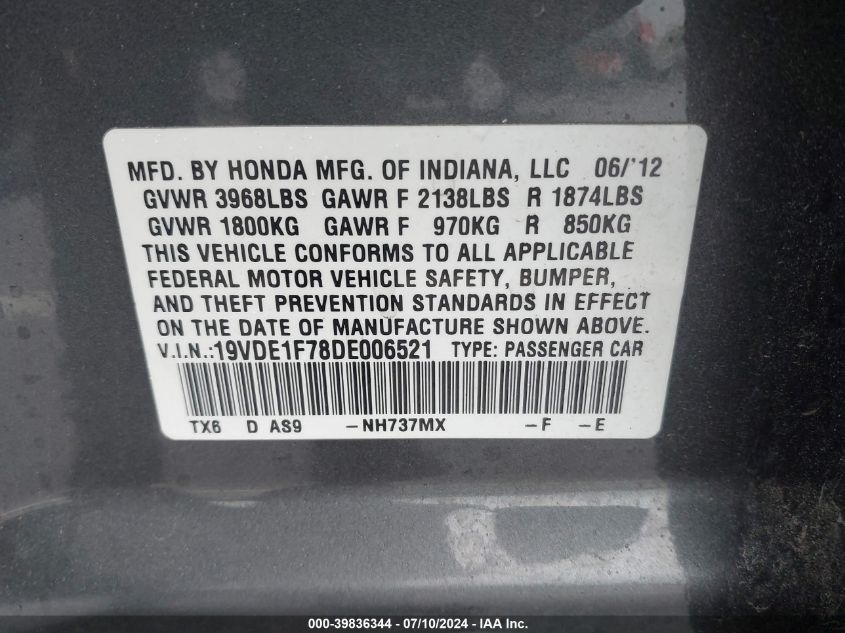 MFD. BY HONDA MFG. OF INDIANA, LLC 06/'12
GVWR 3968LBS GAWR F 2138LBS R 1874LBS
GVWR 1800KG GAWR F 970KG R 850KG
THIS VEHICLE CONFORMS TO ALL APPLICABLE
FEDERAL MOTOR VEHICLE SAFETY, BUMPER,
AND THEFT PREVENTION STANDARDS IN EFFECT
ON THE DATE OF MANUFACTURE SHOWN ABOVE.
V.I.N.:19VDE1F78DE006521 TYPE: PASSENGER CAR
TX6 D AS9 -NH737MX -F -E
000-39836344 - 07/10/2024 - IAA Inc.